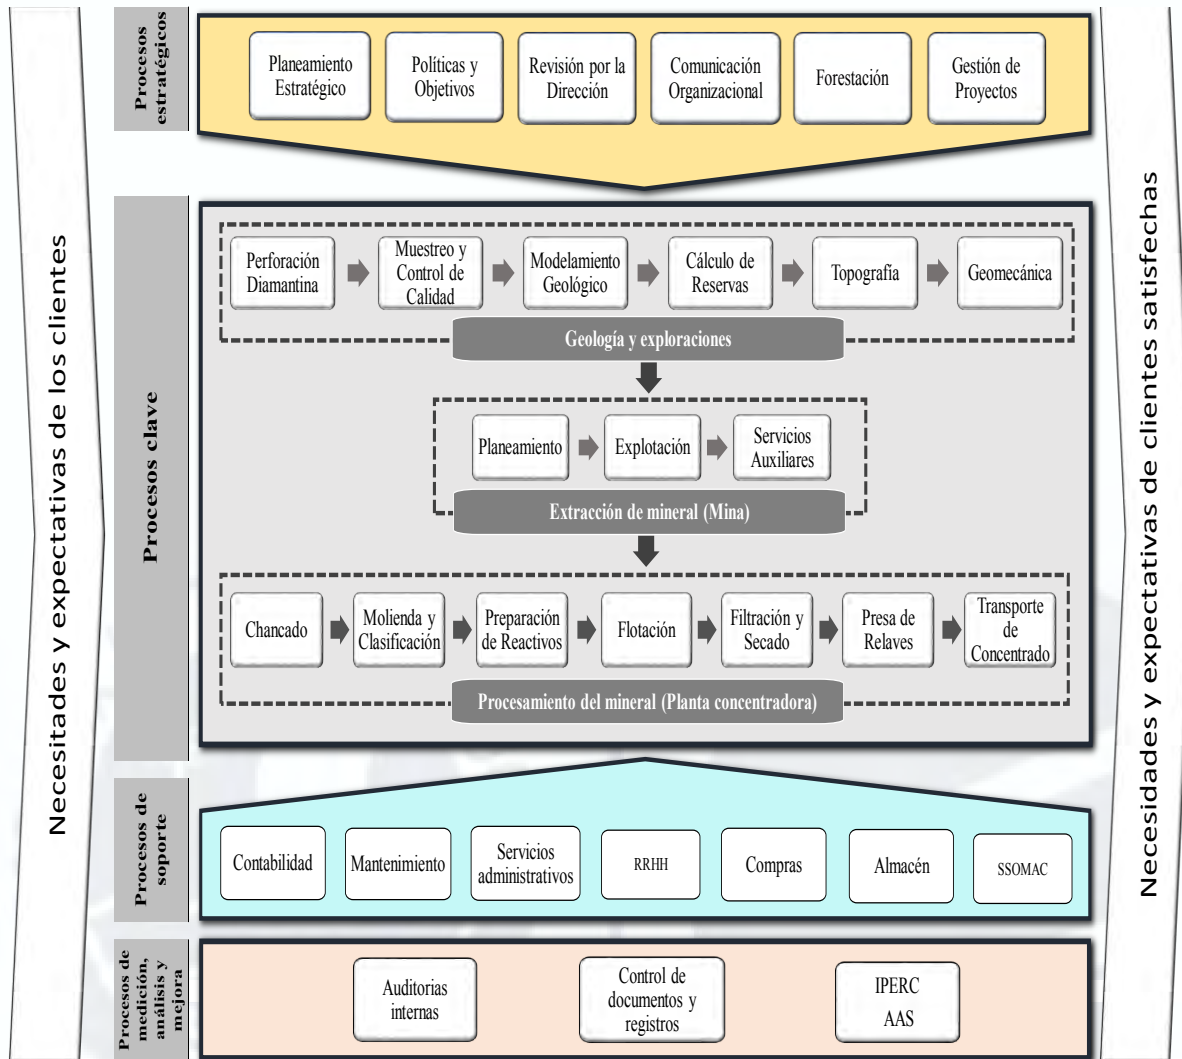 Necesitades y expectativas de los clientes
Procesos
estratégicos
Planeamiento
Estratégico
Políticas y
Objetivos
Revisión por la
Dirección
Comunicación
Organizacional
Forestación
Gestión de
Proyectos
Procesos clave
Perforación
Diamantina
Muestreo y
Control de
Calidad
Modelamiento
Geológico
Cálculo de
Reservas
Topografía
Geomecánica
Geología y exploraciones
Planeamiento
Explotación
Servicios
Auxiliares
Extracción de mineral (Mina)
Chancado
Molienda y
Clasificación
Preparación
de Reactivos
Flotación
Filtración y
Secado
Presa de
Relaves
Transporte
de
Concentrado
Procesamiento del mineral (Planta concentradora)
Procesos de
soporte
Contabilidad
Mantenimiento
Servicios
administrativos
RRHH
Compras
Almacén
SSOMAC
Procesos de
medición,
análisis y
mejora
Auditorias
internas
Control de
documentos y
registros
IPERC
AAS
Necesidades y expectativas de clientes satisfechas